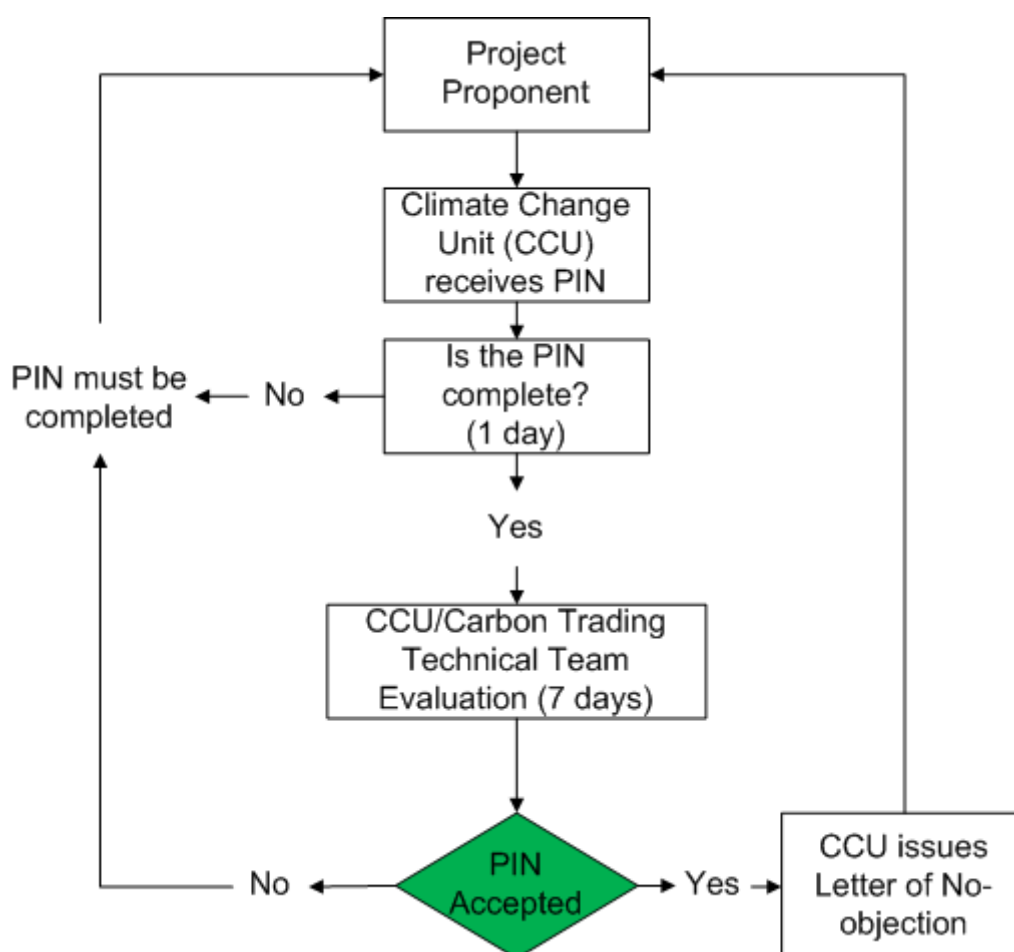 Project
Proponent
Climate Change
Unit (CCU)
receives PIN
Is the PIN
complete?
(1 day)
No
PIN must be
completed
Yes
CCU/Carbon Trading
Technical Team
Evaluation (7 days)
PIN
Accepted
No
Yes
CCU issues
Letter of No-
objection